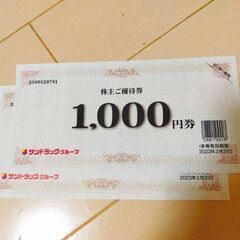 2500029791
株主ご優待券
1,000円券
サンドラッググループ
(本券有効期限)
2023年3月31日
サンドラッググループ
2023年3月31日